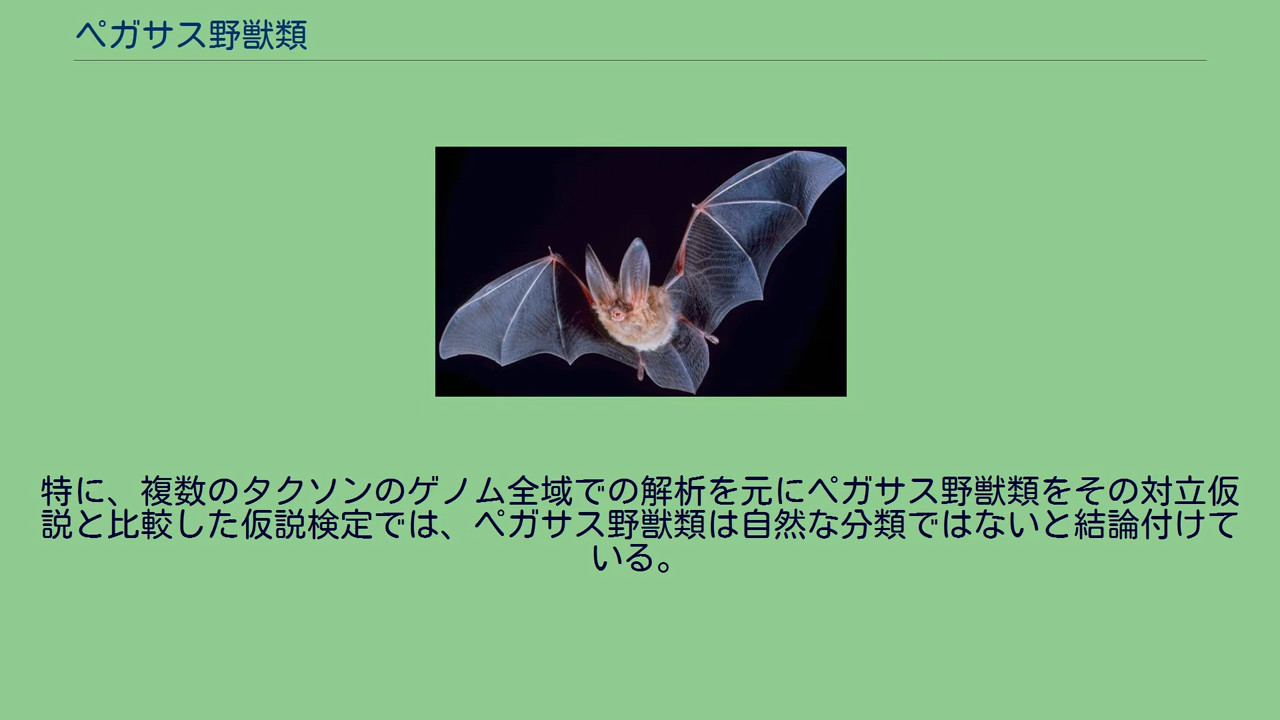 ペガサス野獣類
特に、複数のタクソンのゲノム全域での解析を元にペガサス野獣類をその対立仮
説と比較した仮説検定では、ペガサス野獣類は自然な分類ではないと結論付けて
いる。